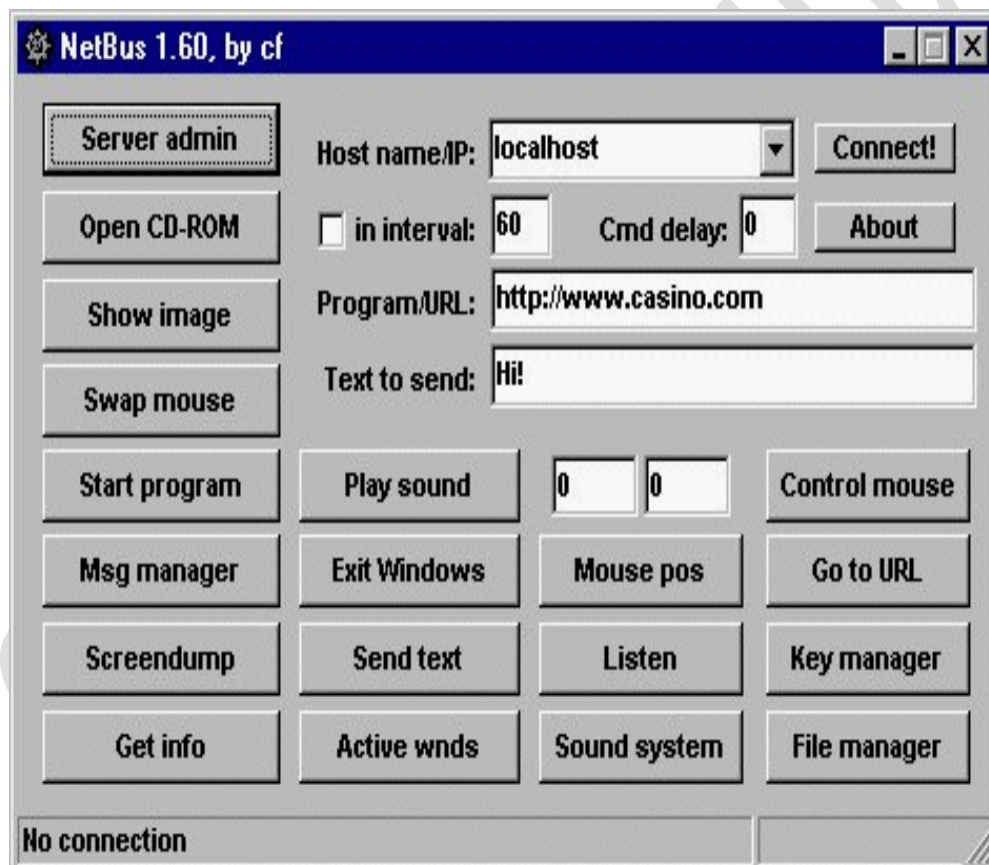 NetBus 1.60, by cf
Server admin
Host name/IP: localhost Connect!
Open CD-ROM
in interval: 60 Cmd delay: 0 About
Show image
Program/URL: http://www.casino.com
Swap mouse
Text to send: Hi!
Start program Play sound 0 0 Control mouse
Msg manager Exit Windows Mouse pos Go to URL
Screendump Send text Listen Key manager
Get info Active wnds Sound system File manager
No connection